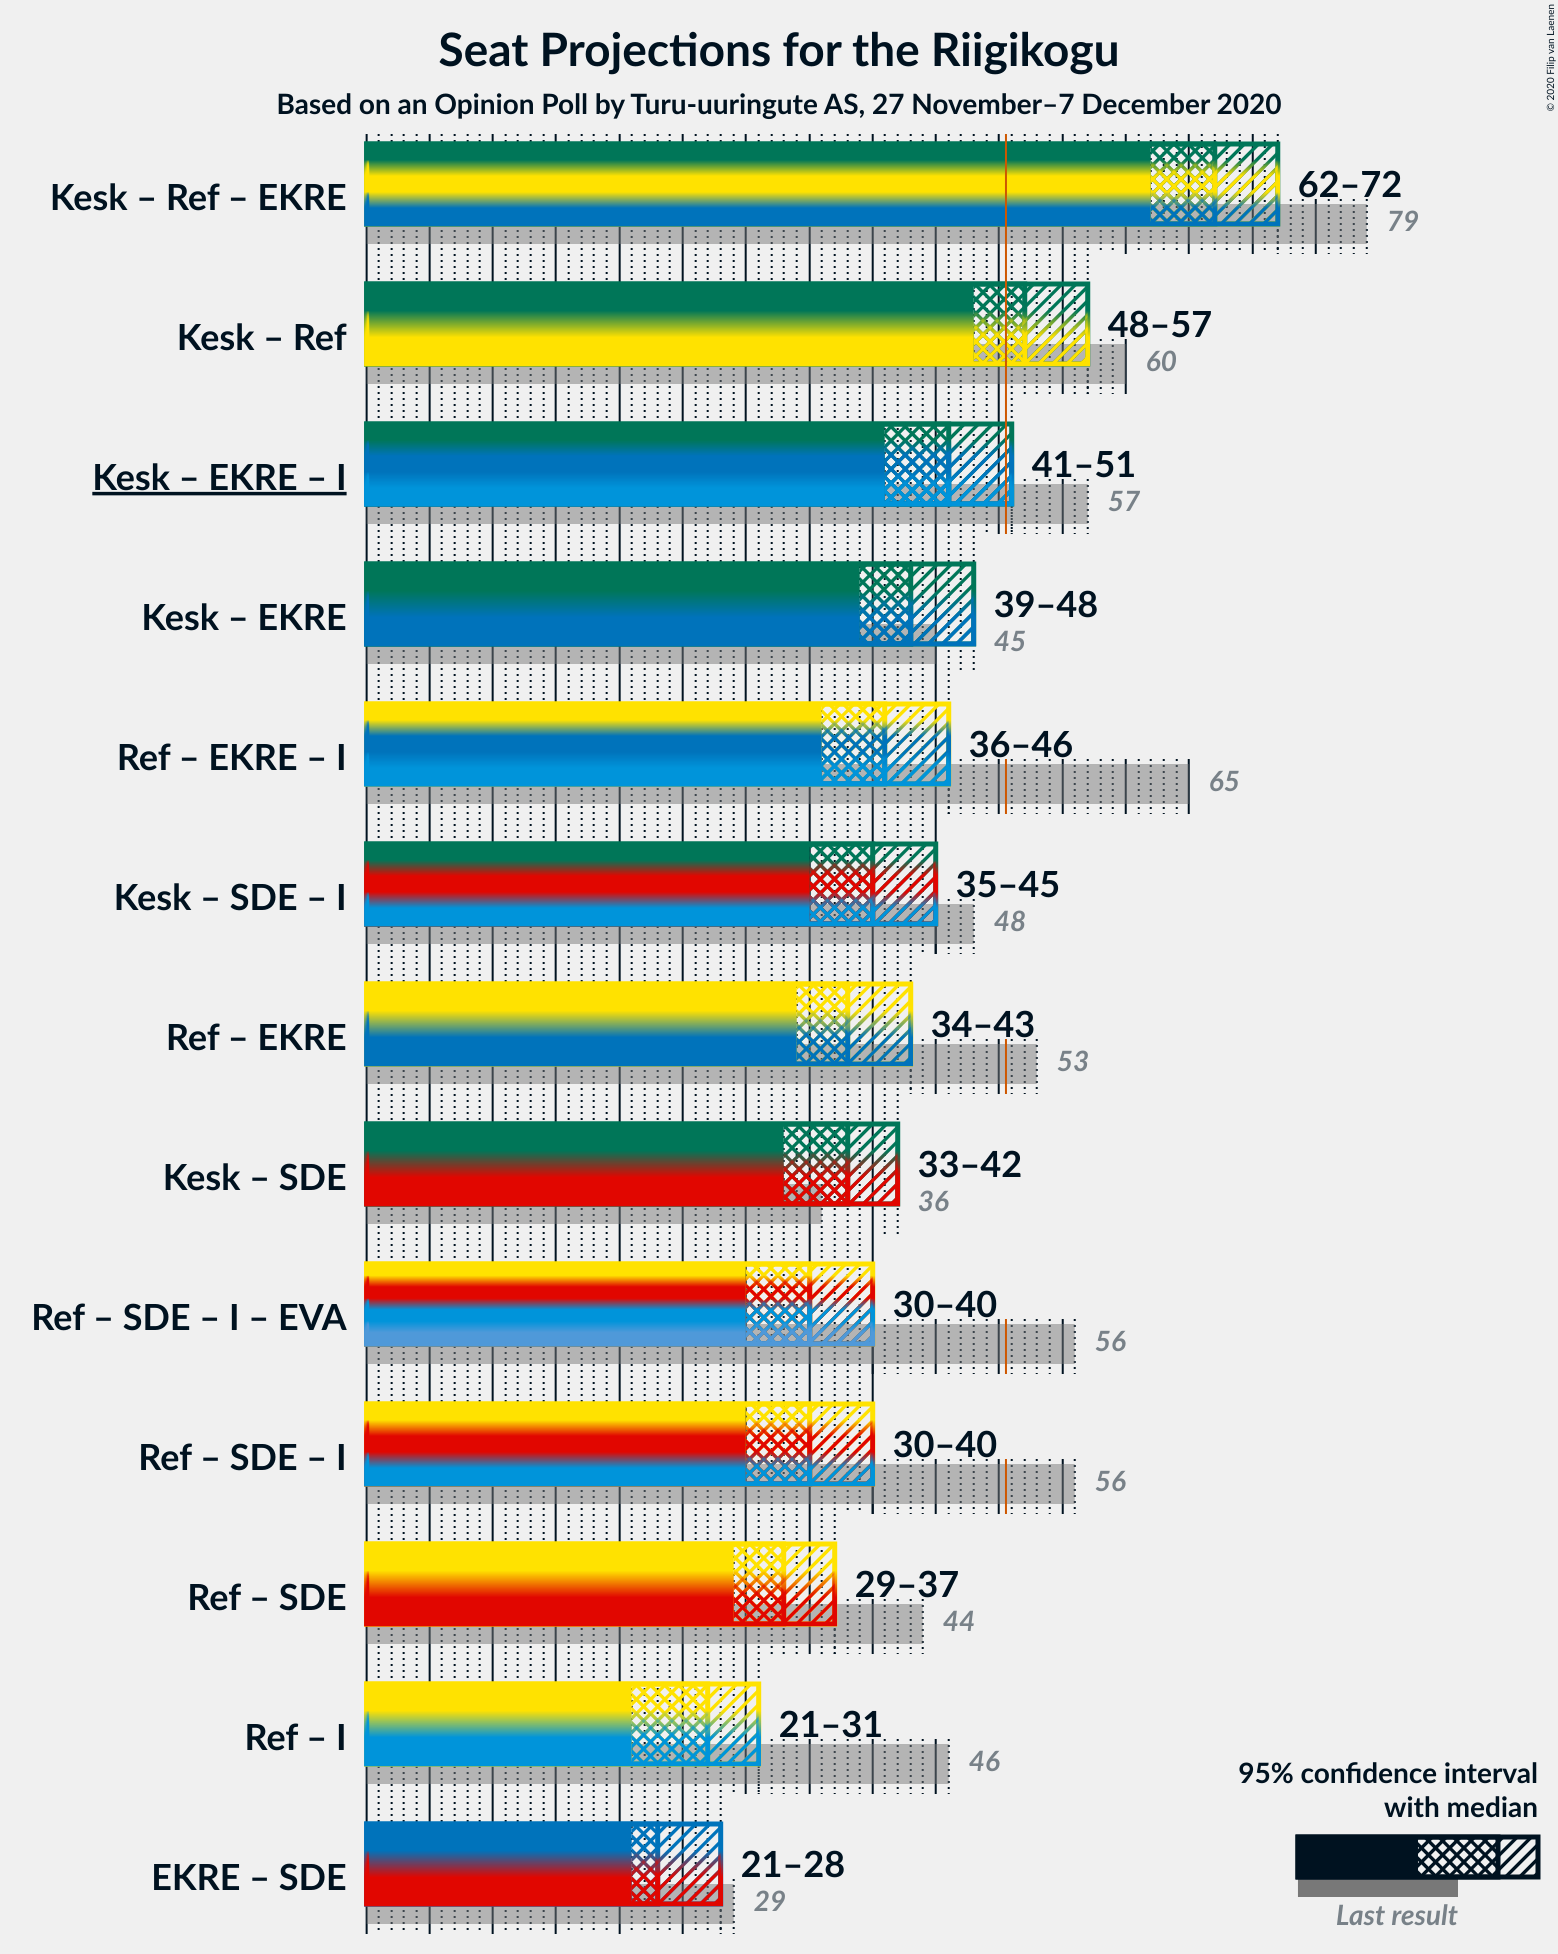 Seat Projections for the Riigikogu
Based on an Opinion Poll by Turu-uuringute AS, 27 November–7 December 2020
© 2020 Filip van Laenen
Kesk – Ref – EKRE
62–72
79
Kesk – Ref
48–57
60
Kesk – EKRE – I
41–51
57
Kesk – EKRE
39–48
45
Ref – EKRE – I
36–46
65
Kesk – SDE – I
35–45
48
Ref – EKRE
34–43
53
Kesk – SDE
33–42
36
Ref – SDE – I – EVA
30–40
56
Ref – SDE – I
30–40
56
Ref – SDE
29–37
44
Ref – I
21–31
46
EKRE – SDE
21–28
29
95% confidence interval
with median
Last result